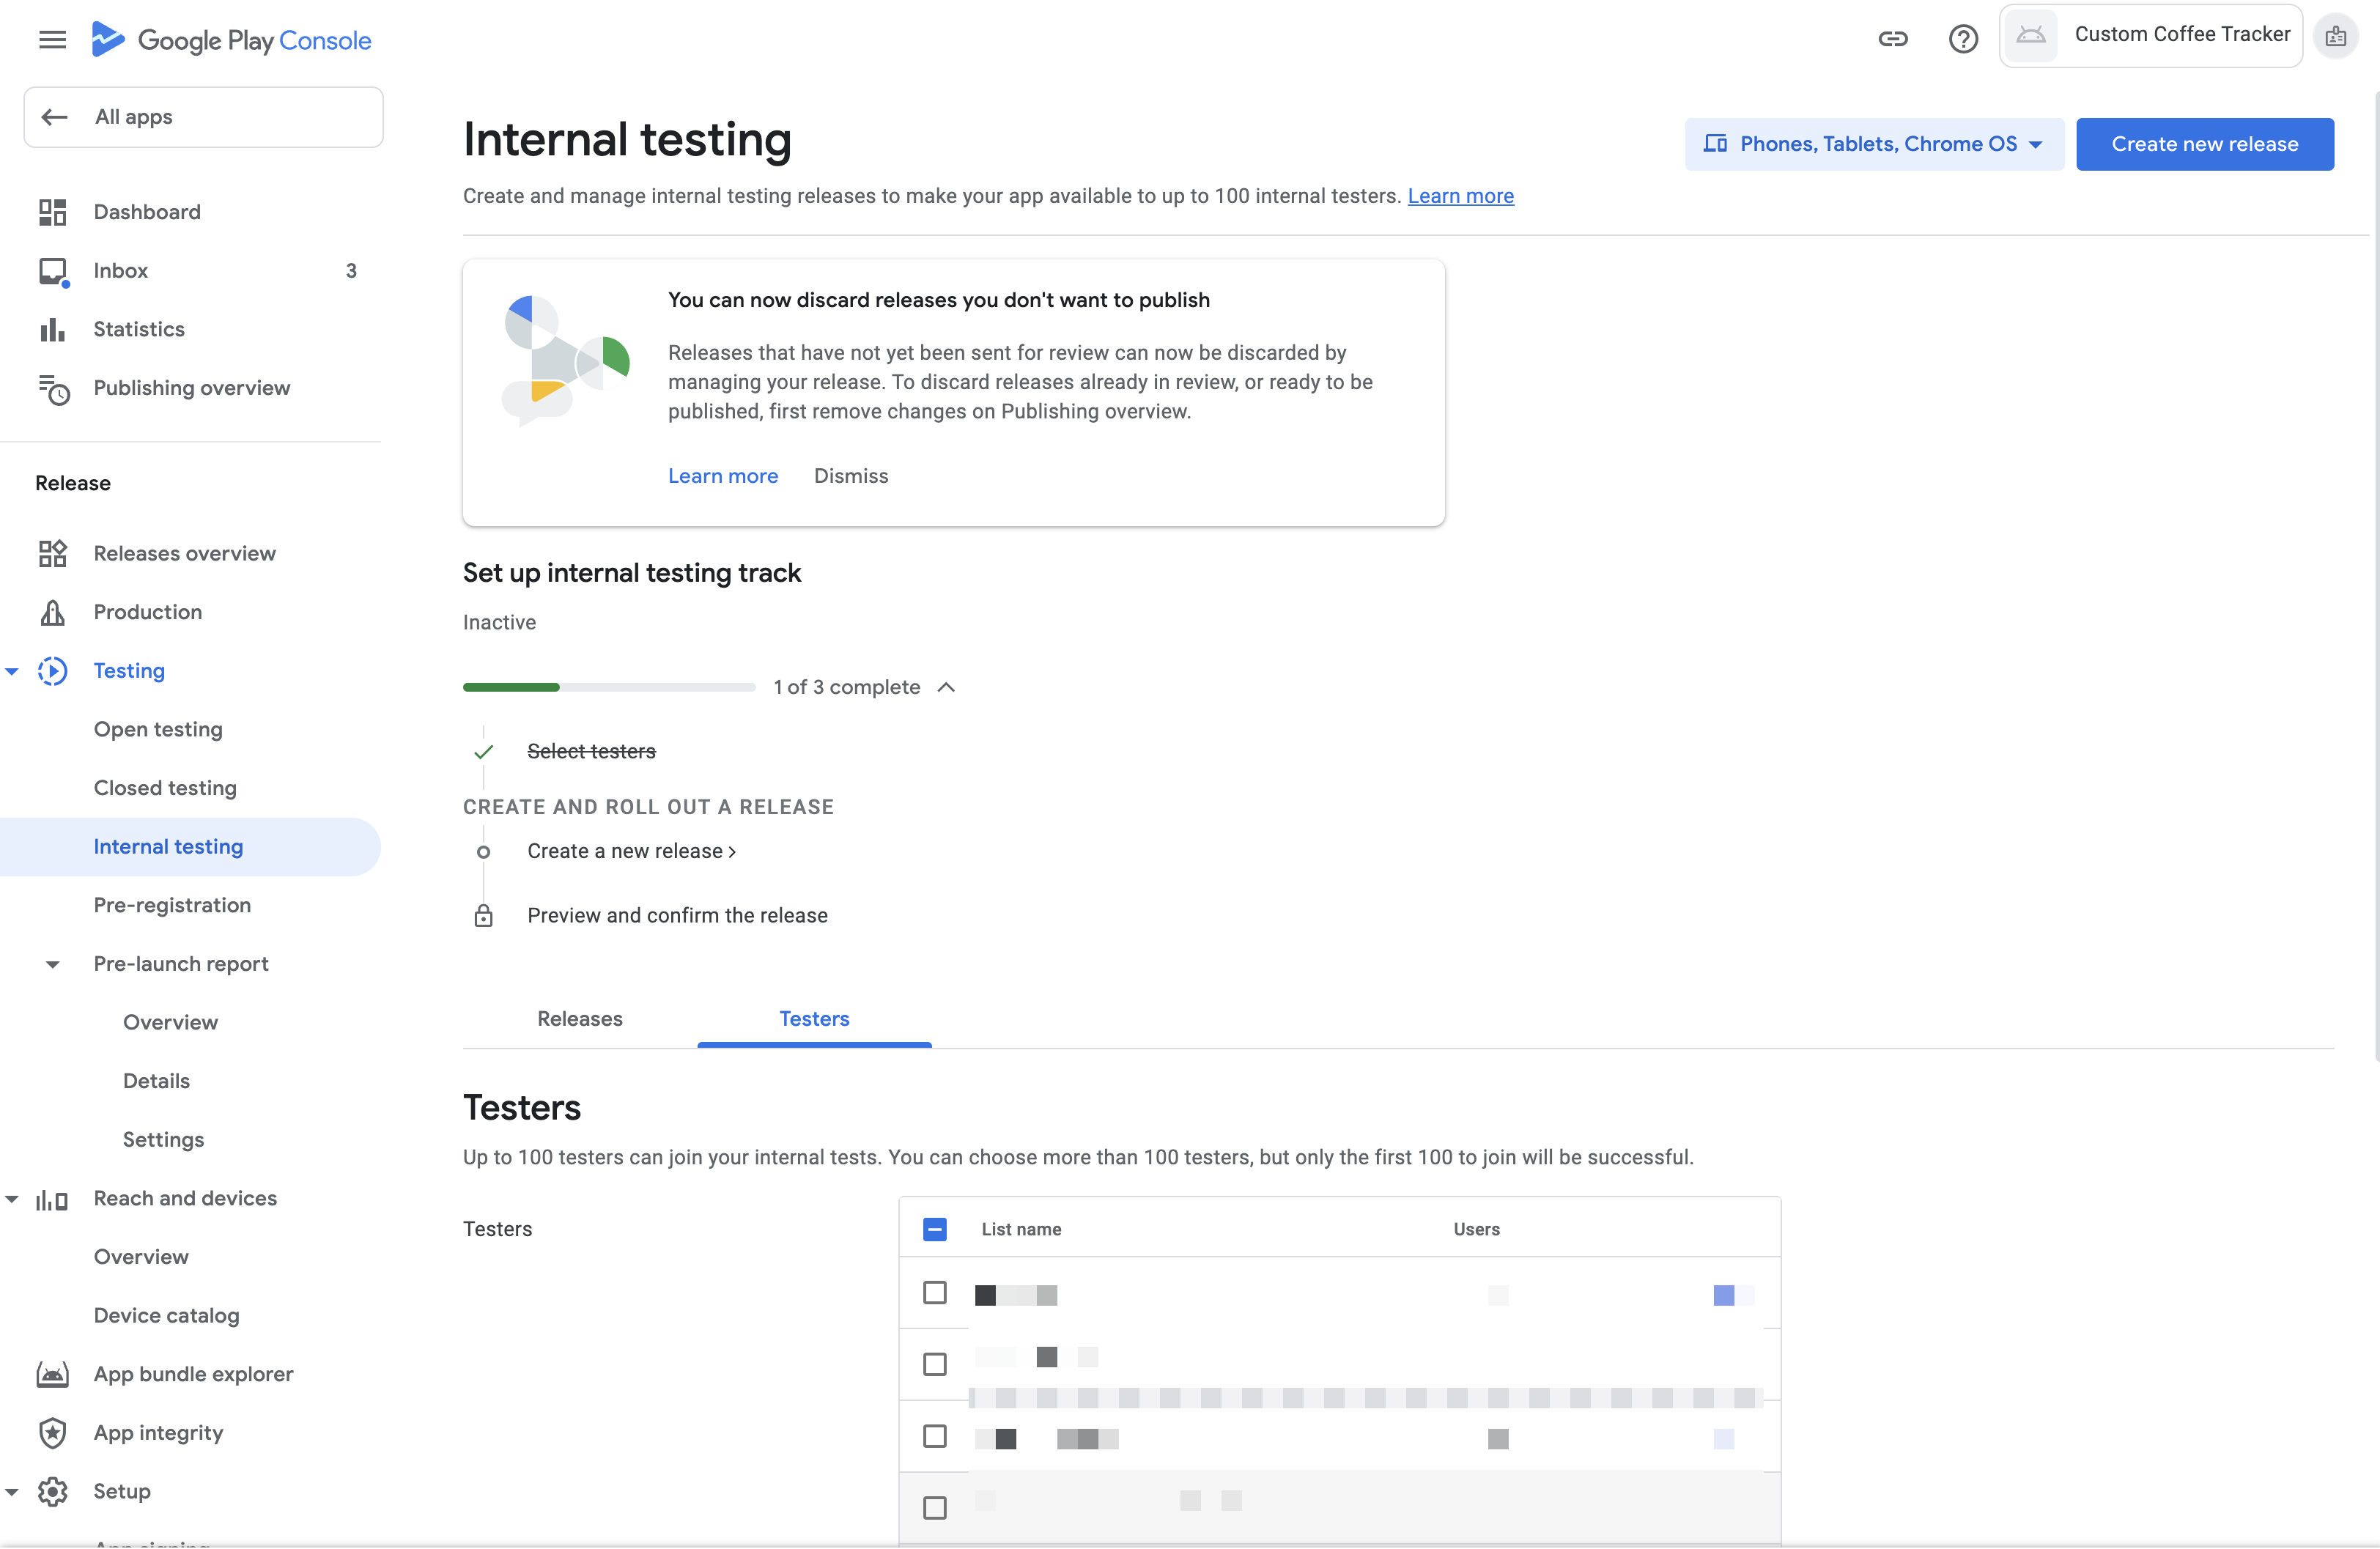 Google Play Console
Custom Coffee Tracker
All apps
Dashboard
Inbox 3
Statistics
Publishing overview
Release
Releases overview
Production
Testing
Open testing
Closed testing
Internal testing
Pre-registration
Pre-launch report
Overview
Details
Settings
Reach and devices
Overview
Device catalog
App bundle explorer
App integrity
Setup
Internal testing
Phones, Tablets, Chrome OS
Create new release
Create and manage internal testing releases to make your app available to up to 100 internal testers. Learn more
You can now discard releases you don't want to publish
Releases that have not yet been sent for review can now be discarded by
managing your release. To discard releases already in review, or ready to be
published, first remove changes on Publishing overview.
Learn more Dismiss
Set up internal testing track
Inactive
1 of 3 complete
Select testers
CREATE AND ROLL OUT A RELEASE
Create a new release
Preview and confirm the release
Releases Testers
Testers
Up to 100 testers can join your internal tests. You can choose more than 100 testers, but only the first 100 to join will be successful.
Testers
List name Users